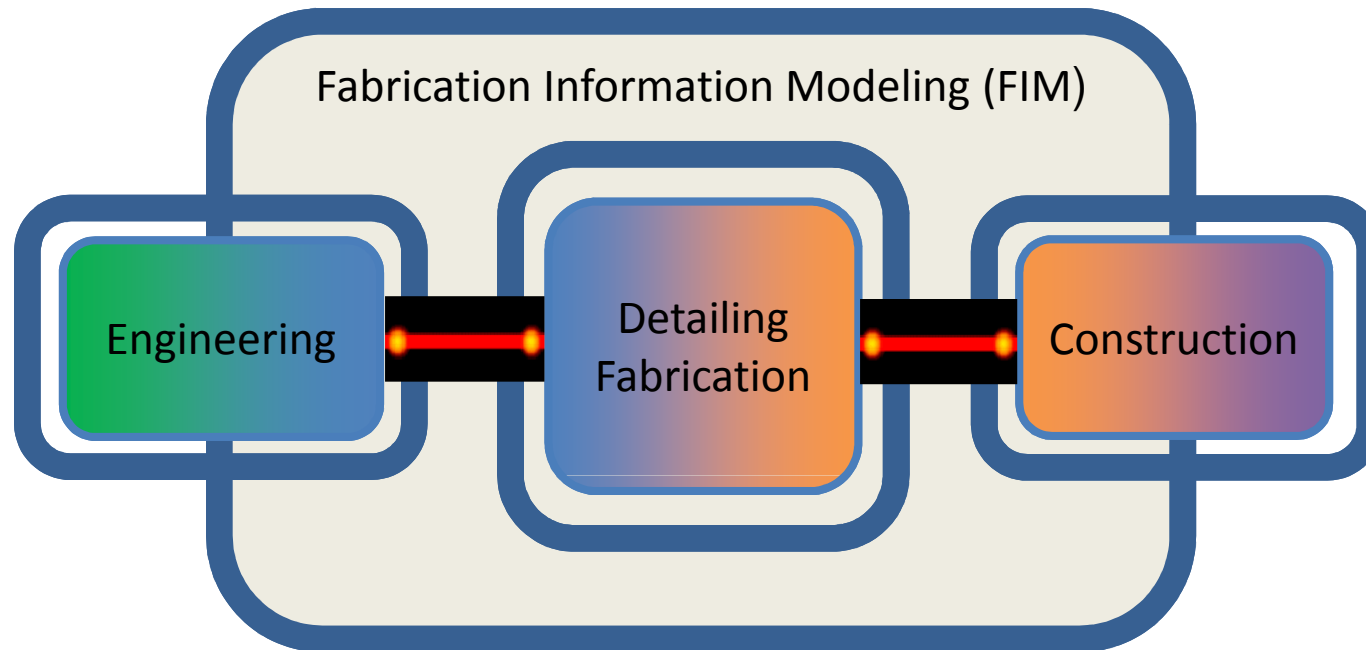 Fabrication Information Modeling (FIM)
Engineering
Detailing
Fabrication
Construction